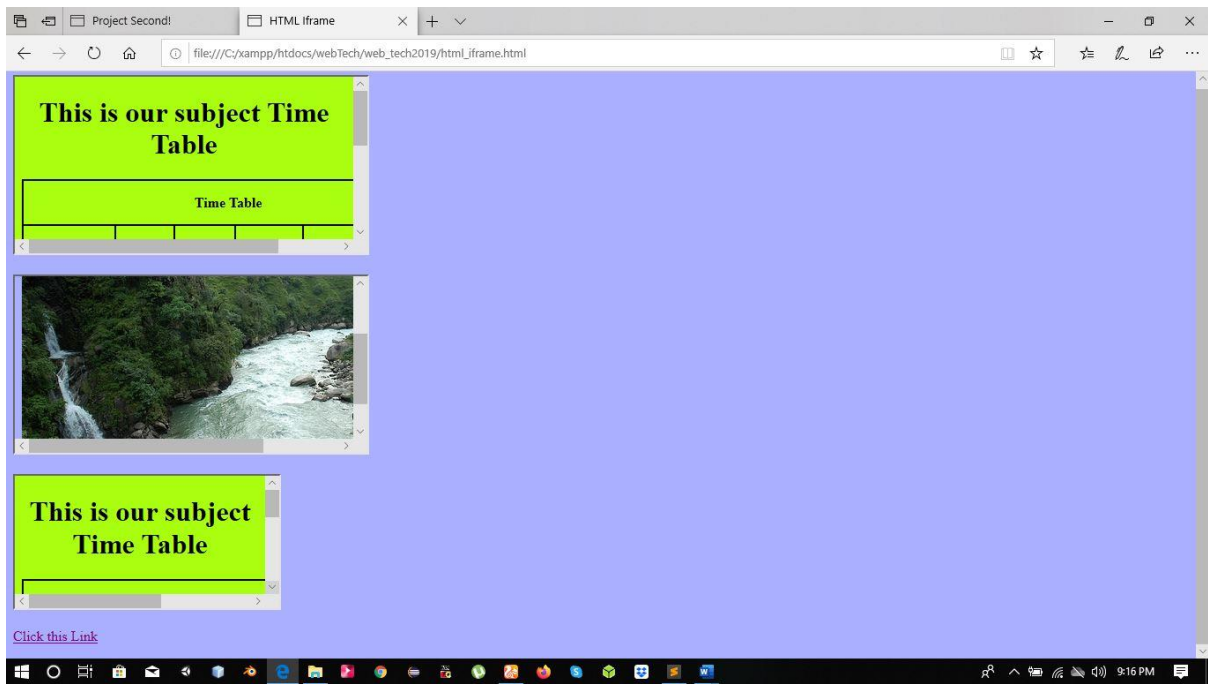 Project Second!
HTML Iframe
file:///C:/xampp/htdocs/webTech/web_tech2019/html_iframe.html
This is our subject Time
Table
Time Table
This is our subject
Time Table
Click this Link
9:16 PM